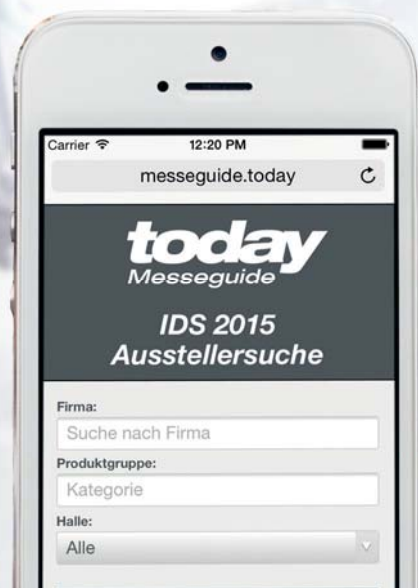 Carrier 12:20 PM
messeguide.today
today
Messeguide
IDS 2015
Ausstellersuche
Firma:
Suche nach Firma
Produktgruppe:
Kategorie
Halle:
Alle